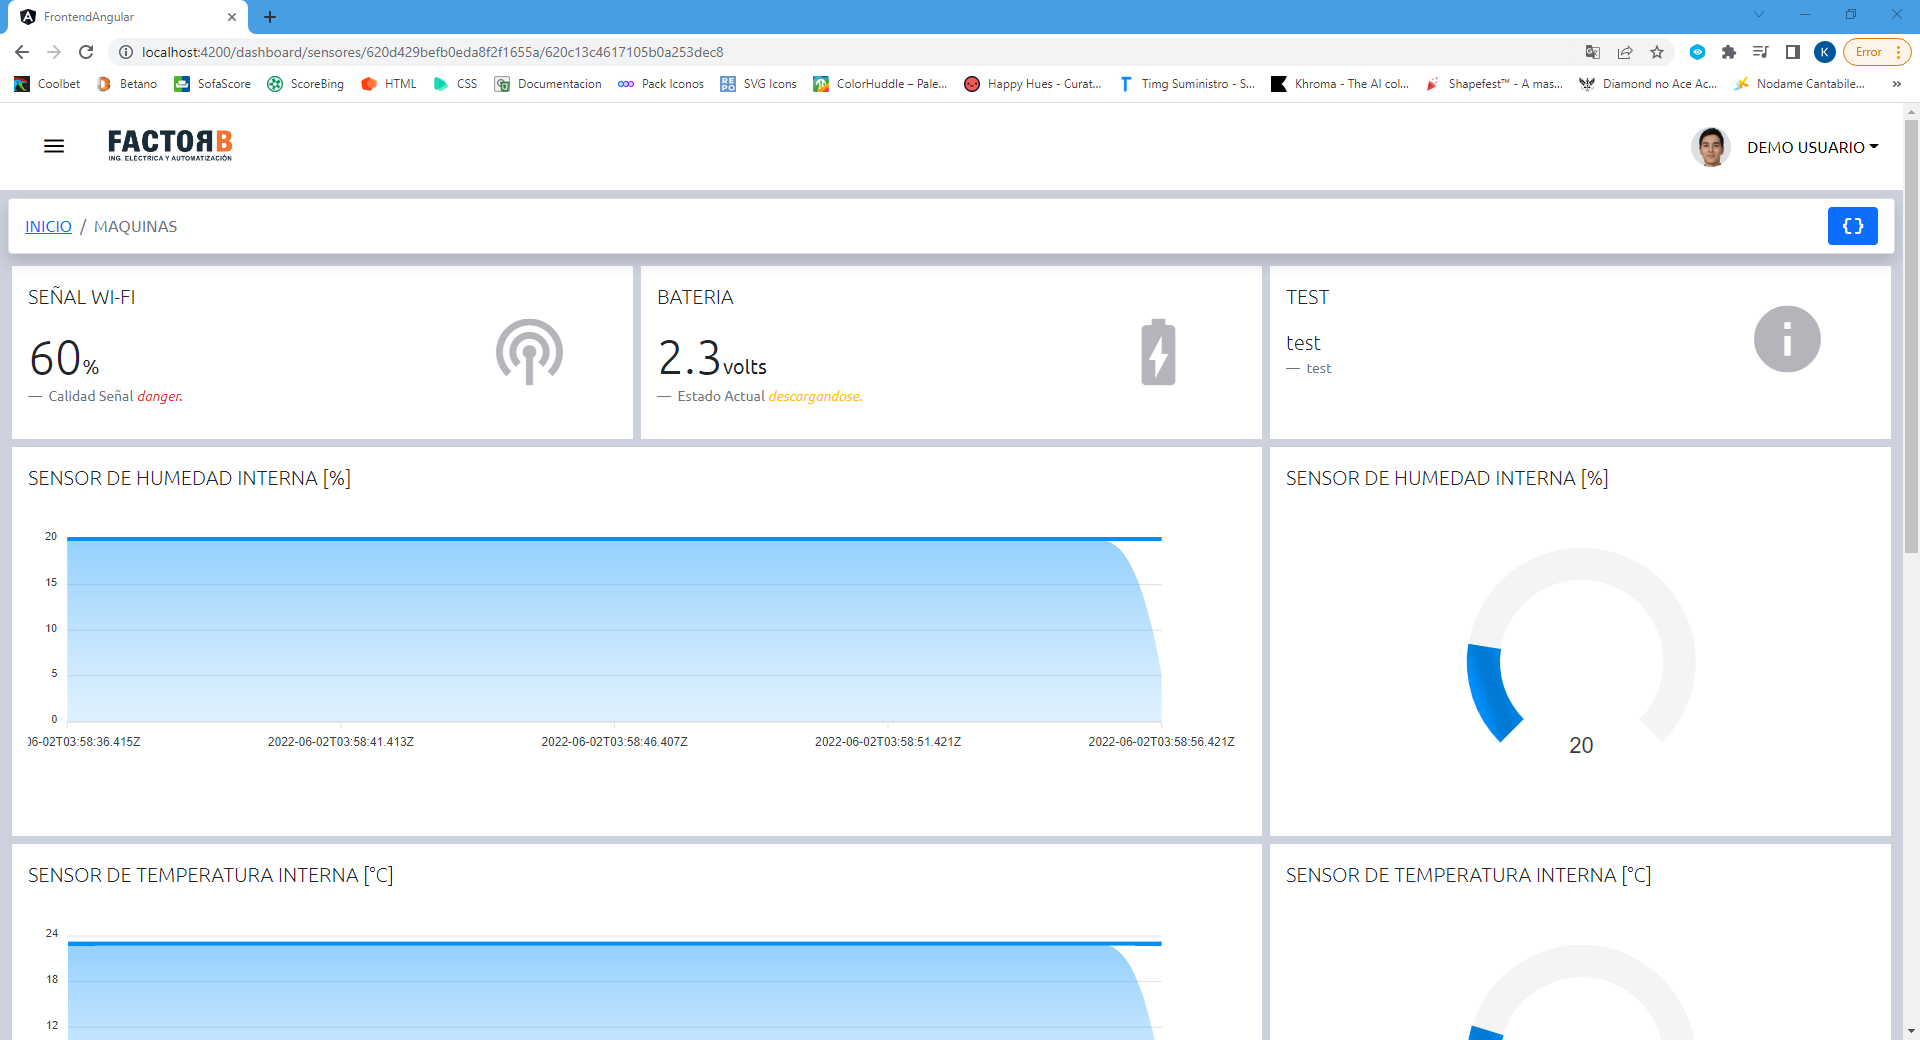 FrontendAngular
localhost:4200/dashboard/sensores/620d429befb0eda8f2f1655a/620c13c4617105b0a253dec8
K
Error
Coolbet
Betano
SofaScore
ScoreBing
HTML
CSS
Documentacion
Pack Iconos
SVG Icons
ColorHuddle – Pale...
Happy Hues - Curat...
Timg Suministro - S...
Khroma - The AI col...
Shapefest™ - A mas...
Diamond no Ace Ac...
Nodame Cantabile...
»
FACTOЯB
ING. ELÉCTRICA Y AUTOMATIZACIÓN
DEMO USUARIO
INICIO / MAQUINAS
{}
SEÑAL WI-FI
60%
— Calidad Señal danger.
BATERIA
2.3volts
— Estado Actual descargandose.
TEST
test
— test
SENSOR DE HUMEDAD INTERNA [%]
20
15
10
5
0
06-02T03:58:36.415Z
2022-06-02T03:58:41.413Z
2022-06-02T03:58:46.407Z
2022-06-02T03:58:51.421Z
2022-06-02T03:58:56.421Z
SENSOR DE HUMEDAD INTERNA [%]
20
SENSOR DE TEMPERATURA INTERNA [°C]
24
18
12
SENSOR DE TEMPERATURA INTERNA [°C]